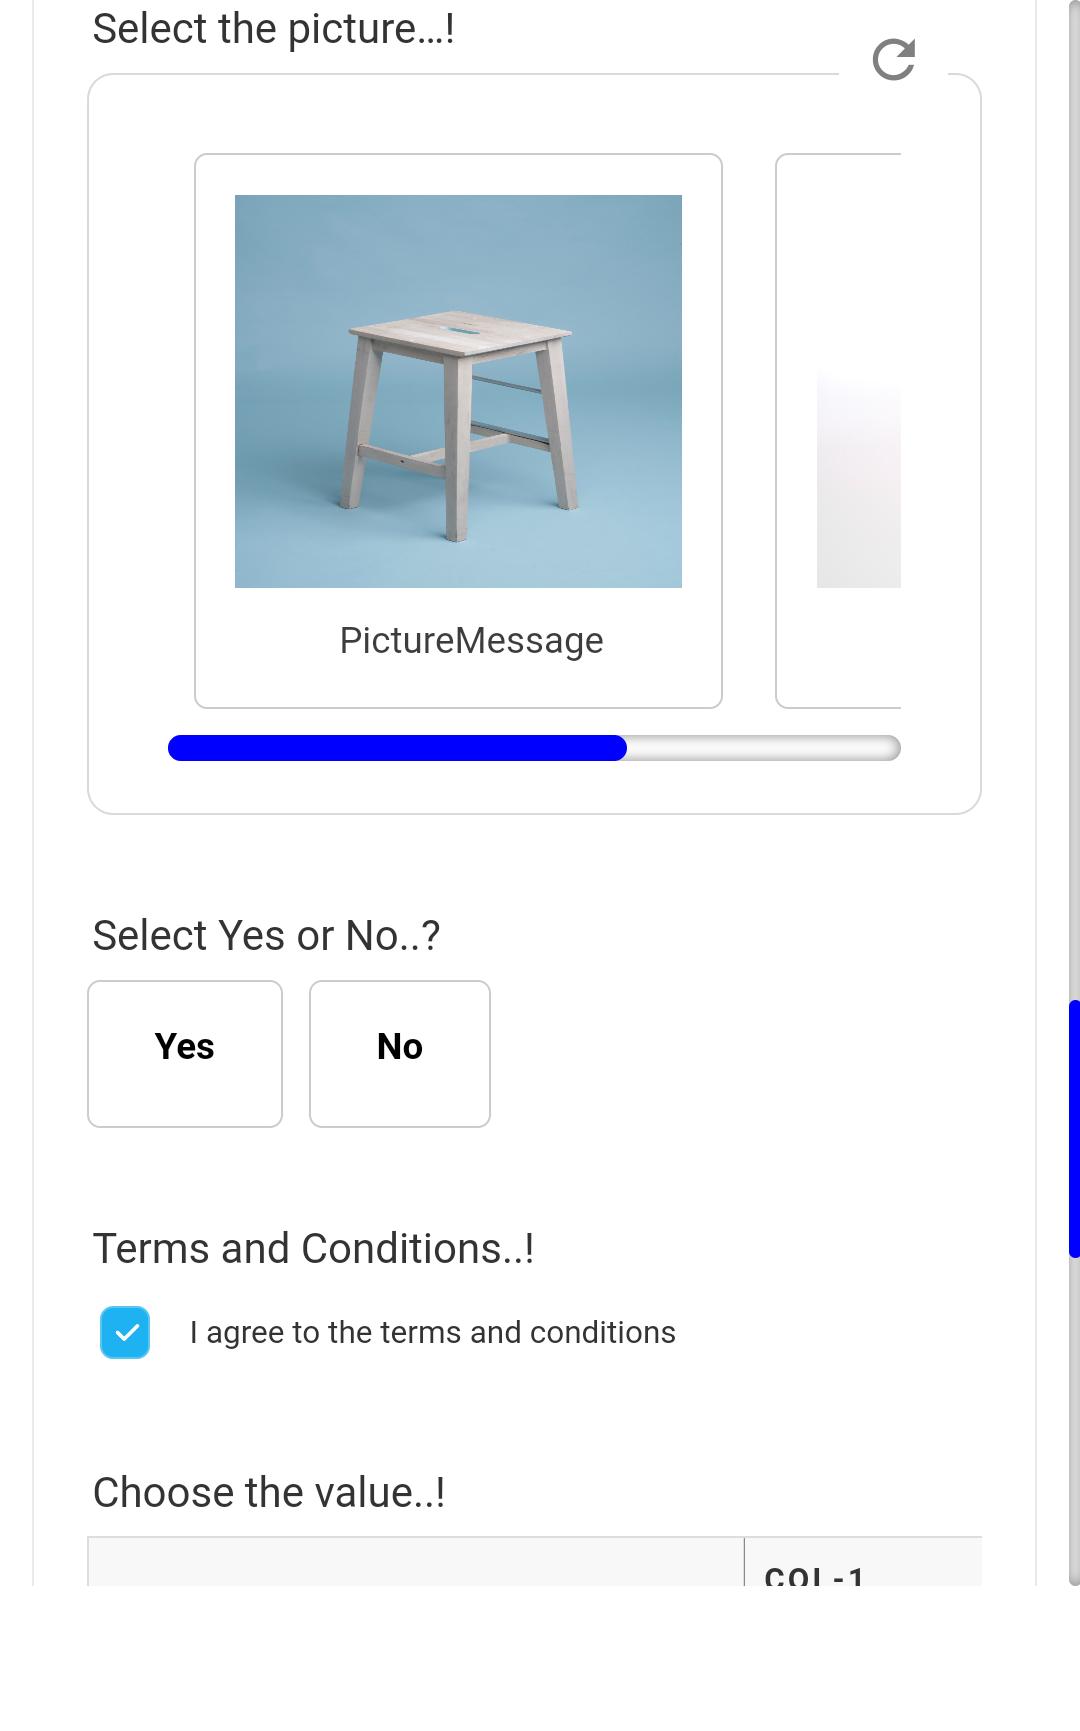 Select the picture...!
PictureMessage
Select Yes or No..?
Yes
No
Terms and Conditions..!
I agree to the terms and conditions
Choose the value..!
COL-1